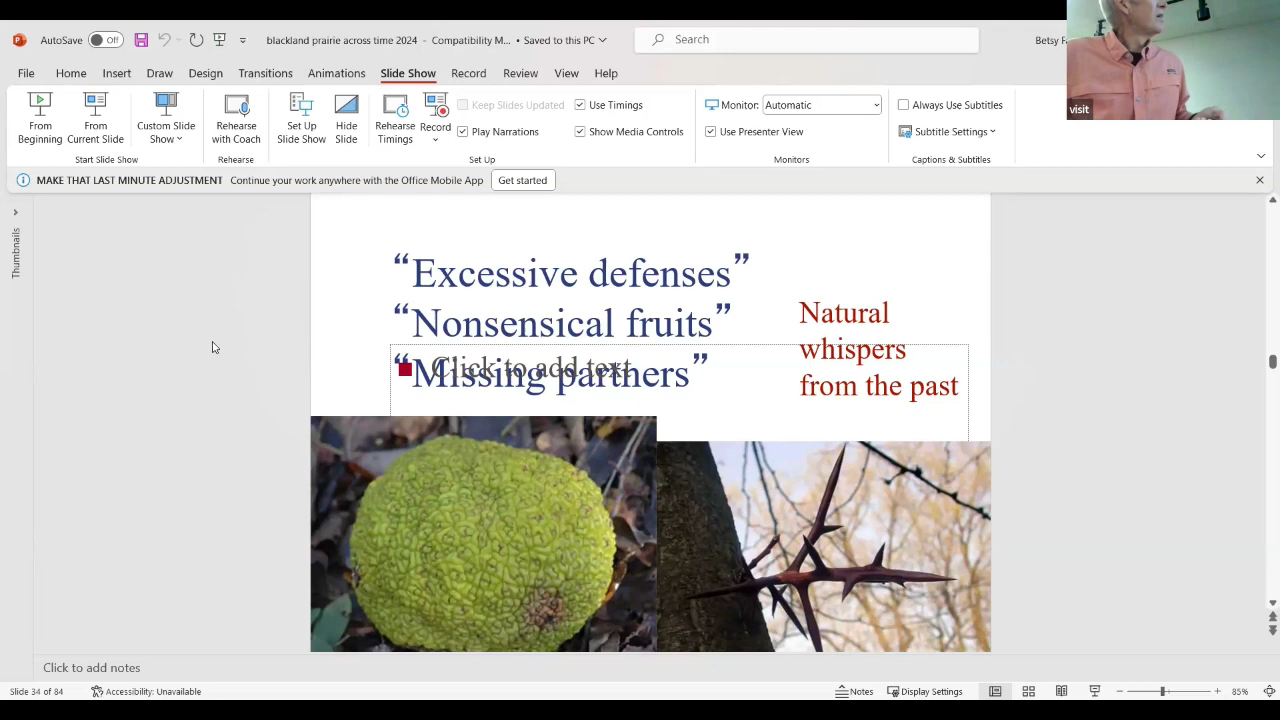 AutoSave Off
blackland prairie across time 2024 - Compatibility M... • Saved to this PC
Search
Betsy F
visit
File Home Insert Draw Design Transitions Animations Slide Show Record Review View Help
From Beginning
From Current Slide
Custom Slide Show
Start Slide Show
Rehearse with Coach
Rehearse
Set Up Slide Show
Hide Slide
Rehearse Timings
Record
Keep Slides Updated
Play Narrations
Use Timings
Show Media Controls
Set Up
Monitor: Automatic
Use Presenter View
Monitors
Always Use Subtitles
Subtitle Settings
Captions & Subtitles
MAKE THAT LAST MINUTE ADJUSTMENT Continue your work anywhere with the Office Mobile App Get started
Thumbnails
“Excessive defenses”
“Nonsensical fruits”
“Missing partners”
Click to add text
Natural
whispers
from the past
Click to add notes
Slide 34 of 84 Accessibility: Unavailable Notes Display Settings 85%